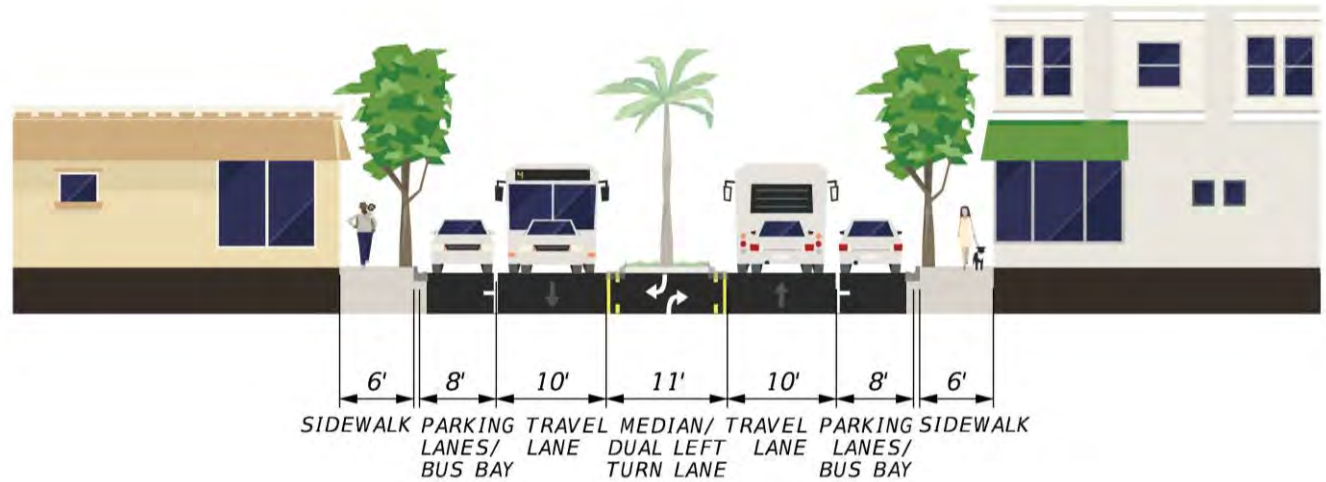 4
6' 8' 10' 11' 10' 8' 6'
SIDEWALK PARKING TRAVEL MEDIAN/ TRAVEL PARKING SIDEWALK
LANES/ LANE DUAL LEFT LANE LANES/
BUS BAY TURN LANE BUS BAY